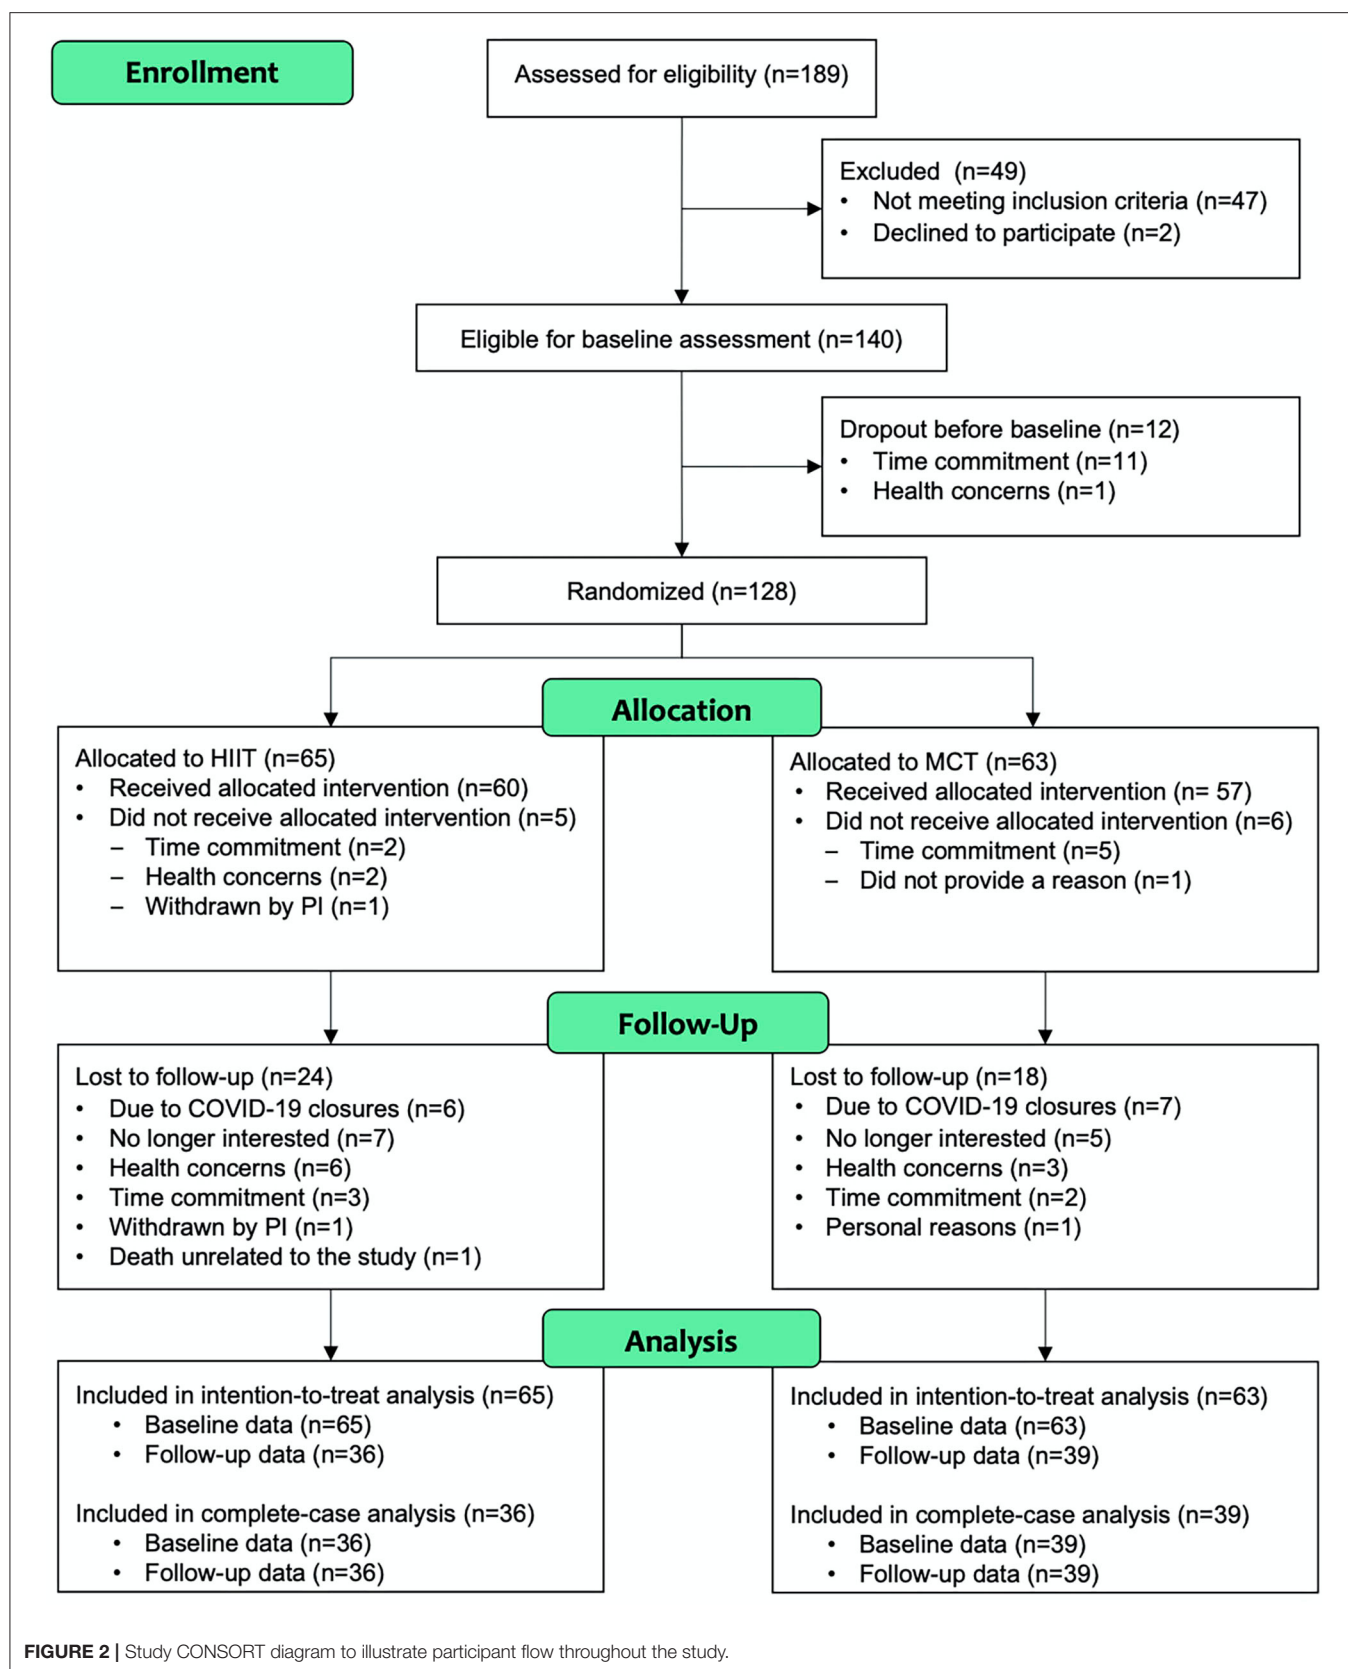 Enrollment
Assessed for eligibility (n=189)
Excluded (n=49)
• Not meeting inclusion criteria (n=47)
• Declined to participate (n=2)
Eligible for baseline assessment (n=140)
Dropout before baseline (n=12)
• Time commitment (n=11)
• Health concerns (n=1)
Randomized (n=128)
Allocation
Allocated to HIIT (n=65)
• Received allocated intervention (n=60)
• Did not receive allocated intervention (n=5)
– Time commitment (n=2)
– Health concerns (n=2)
– Withdrawn by PI (n=1)
Allocated to MCT (n=63)
• Received allocated intervention (n= 57)
• Did not receive allocated intervention (n=6)
– Time commitment (n=5)
– Did not provide a reason (n=1)
Follow-Up
Lost to follow-up (n=24)
• Due to COVID-19 closures (n=6)
• No longer interested (n=7)
• Health concerns (n=6)
• Time commitment (n=3)
• Withdrawn by PI (n=1)
• Death unrelated to the study (n=1)
Lost to follow-up (n=18)
• Due to COVID-19 closures (n=7)
• No longer interested (n=5)
• Health concerns (n=3)
• Time commitment (n=2)
• Personal reasons (n=1)
Analysis
Included in intention-to-treat analysis (n=65)
• Baseline data (n=65)
• Follow-up data (n=36)
Included in complete-case analysis (n=36)
• Baseline data (n=36)
• Follow-up data (n=36)
Included in intention-to-treat analysis (n=63)
• Baseline data (n=63)
• Follow-up data (n=39)
Included in complete-case analysis (n=39)
• Baseline data (n=39)
• Follow-up data (n=39)
FIGURE 2 | Study CONSORT diagram to illustrate participant flow throughout the study.